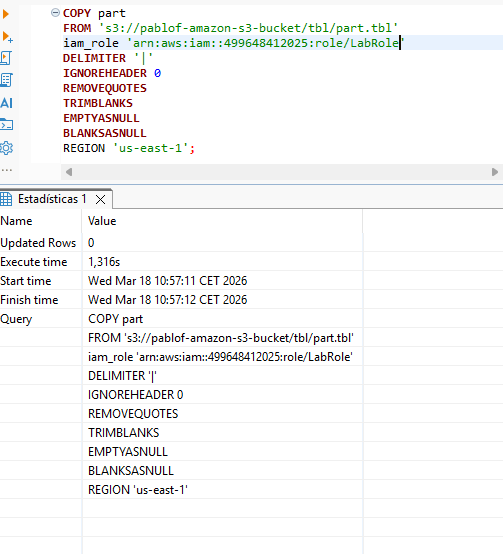 COPY part
FROM 's3://pablof-amazon-s3-bucket/tbl/part.tbl'
iam_role 'arn:aws:iam::499648412025:role/LabRole'
DELIMITER '|'
IGNOREHEADER 0
REMOVEQUOTES
TRIMBLANKS
EMPTYASNULL
BLANKSASNULL
REGION 'us-east-1';
AI
Estadísticas 1
Name Value
Updated Rows 0
Execute time 1,316s
Start time Wed Mar 18 10:57:11 CET 2026
Finish time Wed Mar 18 10:57:12 CET 2026
Query COPY part
FROM 's3://pablof-amazon-s3-bucket/tbl/part.tbl'
iam_role 'arn:aws:iam::499648412025:role/LabRole'
DELIMITER '|'
IGNOREHEADER 0
REMOVEQUOTES
TRIMBLANKS
EMPTYASNULL
BLANKSASNULL
REGION 'us-east-1'